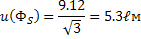 u(Φ_S) = 9.12/√3 = 5.3ℓм